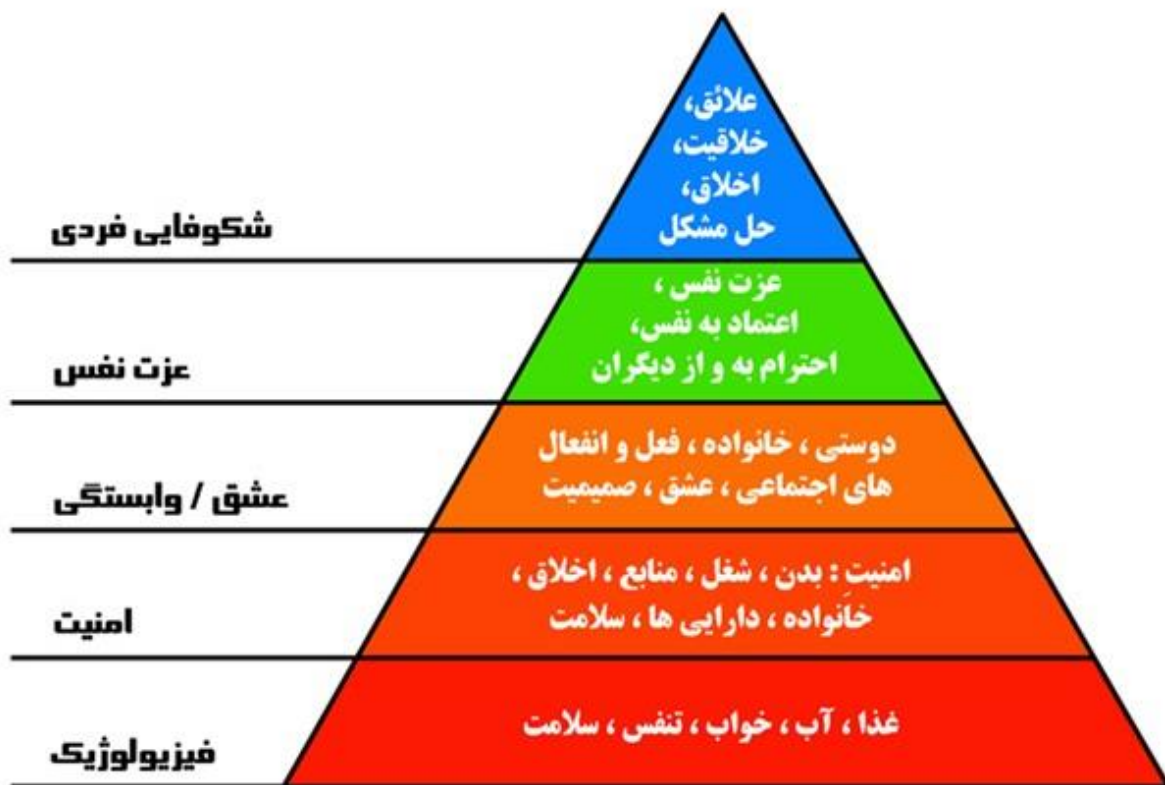 علائق،
خلاقیت،
اخلاق،
حل مشکل
شکوفایی فردی
عزت نفس ،
اعتماد به نفس،
احترام به و از دیگران
عزت نفس
دوستی ، خانواده ، فعل و انفعال
های اجتماعی ، عشق ، صمیمیت
عشق / وابستگی
امنیتِ : بدن ، شغل ، منابع ، اخلاق ،
خانواده ، دارایی ها ، سلامت
امنیت
غذا ، آب ، خواب ، تنفس ، سلامت
فیزیولوژیک